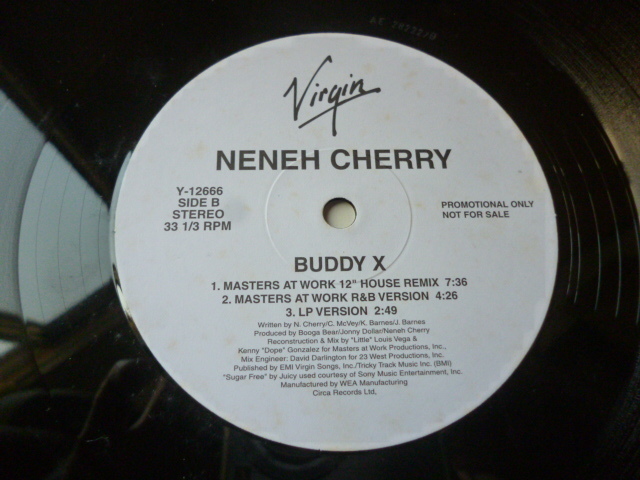 Virgin
NENEH CHERRY
Y-12666
SIDE B
STEREO
33 1/3 RPM
PROMOTIONAL ONLY
NOT FOR SALE
BUDDY X
1. MASTERS AT WORK 12" HOUSE REMIX 7:36
2. MASTERS AT WORK R&B VERSION 4:26
3. LP VERSION 2:49
Written by N. Cherry/C. McVey/K. Barnes/J. Barnes
Produced by Booga Bear/Jonny Dollar/Neneh Cherry
Reconstruction & Mix by "Little" Louis Vega &
Kenny "Dope" Gonzalez for Masters at Work Productions, Inc.,
Mix Engineer: David Darlington for 23 West Productions, Inc.,
Published by EMI Virgin Songs, Inc./Tricky Track Music Inc. (BMI)
"Sugar Free" by Juicy used courtesy of Sony Music Entertainment, Inc.
Manufactured by WEA Manufacturing
Circa Records Ltd,